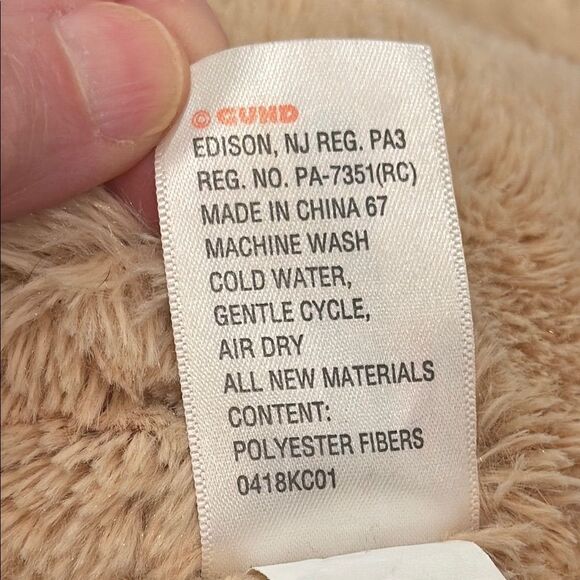 © GUND
EDISON, NJ REG. PA3
REG. NO. PA-7351(RC)
MADE IN CHINA 67
MACHINE WASH
COLD WATER,
GENTLE CYCLE,
AIR DRY
ALL NEW MATERIALS
CONTENT:
POLYESTER FIBERS
0418KC01